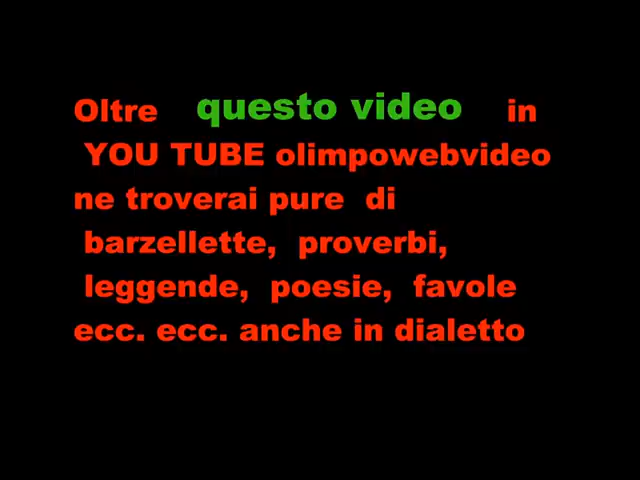 Oltre questo video in
YOU TUBE olimpowebvideo
ne troverai pure di
barzellette, proverbi,
leggende, poesie, favole
ecc. ecc. anche in dialetto